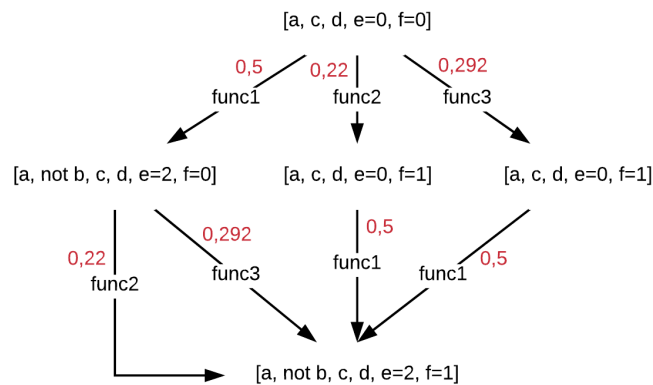 [a, c, d, e=0, f=0]
0,5
0,22
0,292
func1
func2
func3
[a, not b, c, d, e=2, f=0]
[a, c, d, e=0, f=1]
[a, c, d, e=0, f=1]
0,22
0,292
0,5
0,5
func2
func3
func1
func1
[a, not b, c, d, e=2, f=1]